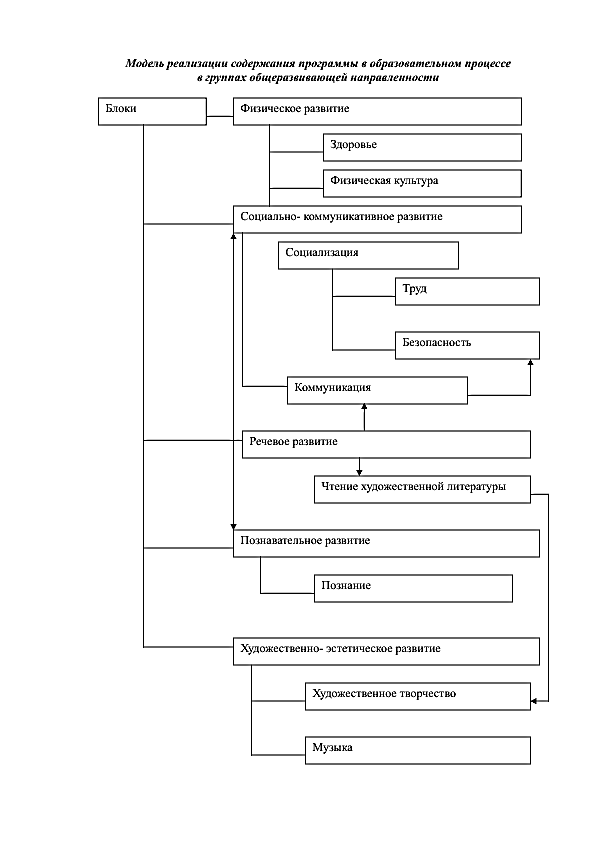 Модель реализации содержания программы в образовательном процессе
в группах общеразвивающей направленности
Блоки
Физическое развитие
Здоровье
Физическая культура
Социально- коммуникативное развитие
Социализация
Труд
Безопасность
Коммуникация
Речевое развитие
Чтение художественной литературы
Познавательное развитие
Познание
Художественно- эстетическое развитие
Художественное творчество
Музыка